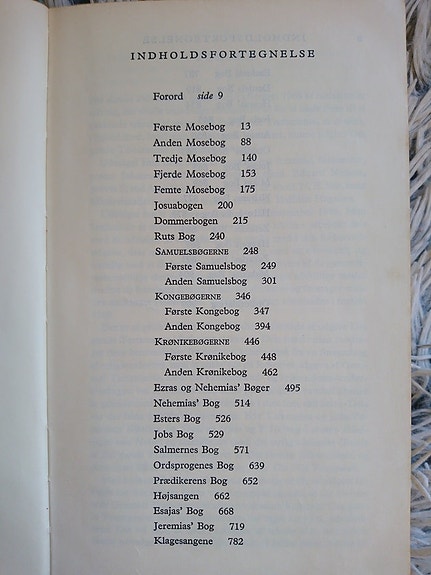 INDHOLDSFORTEGNELSE
Forord side 9
Første Mosebog 13
Anden Mosebog 88
Tredje Mosebog 140
Fjerde Mosebog 153
Femte Mosebog 175
Josuabogen 200
Dommerbogen 215
Ruts Bog 240
SAMUELSBØGERNE 248
Første Samuelsbog 249
Anden Samuelsbog 301
KONGEBØGERNE 346
Første Kongebog 347
Anden Kongebog 394
KRØNIKEBØGERNE 446
Første Krønikebog 448
Anden Krønikebog 462
Ezras og Nehemias' Bøger 495
Nehemias' Bog 514
Esters Bog 526
Jobs Bog 529
Salmernes Bog 571
Ordsprogenes Bog 639
Prædikerens Bog 652
Højsangen 662
Esajas' Bog 668
Jeremias' Bog 719
Klagesangene 782